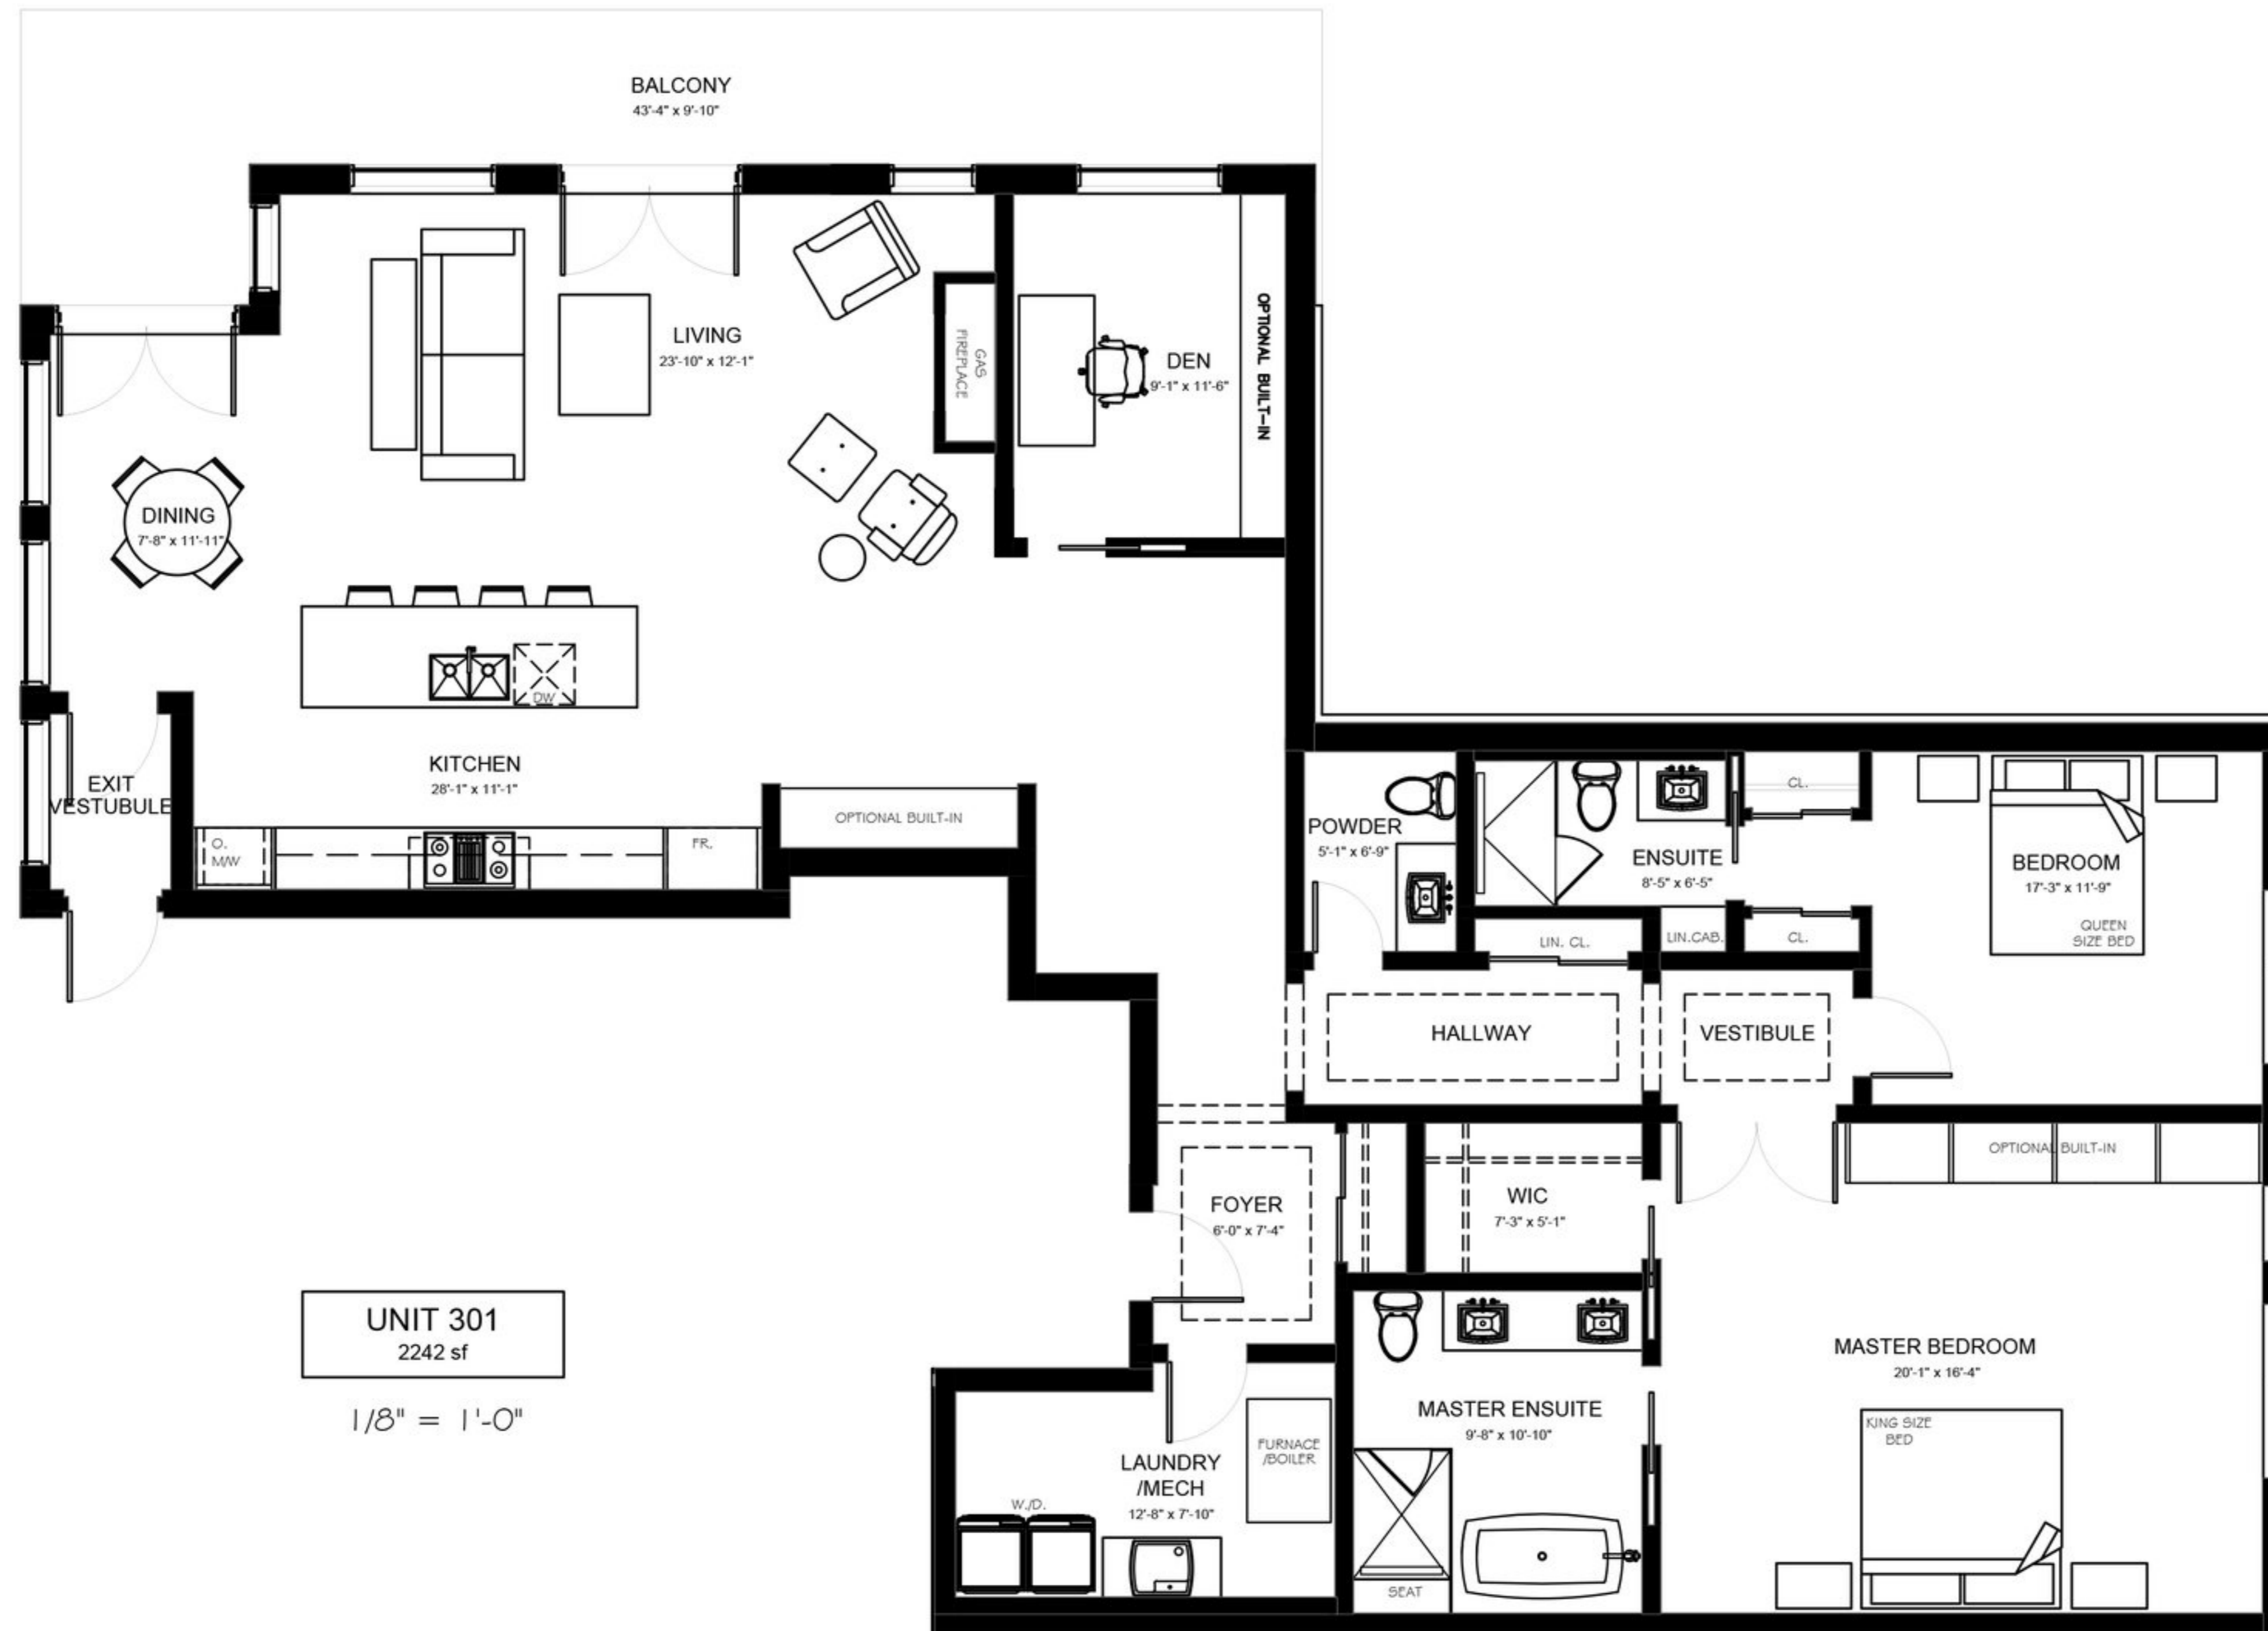 BALCONY
43'-4" x 9'-10"
LIVING
23'-10" x 12'-1"
GAS
FIREPLACE
DEN
9'-1" x 11'-6"
OPTIONAL BUILT-IN
DINING
7'-8" x 11'-11"
DW
KITCHEN
28'-1" x 11'-1"
EXIT
VESTUBULE
O.
M/W
FR.
OPTIONAL BUILT-IN
POWDER
5'-1" x 6'-9"
ENSUITE
8'-5" x 6'-5"
CL.
BEDROOM
17'-3" x 11'-9"
QUEEN
SIZE BED
LIN. CL.
LIN.CAB.
CL.
HALLWAY
VESTIBULE
OPTIONAL BUILT-IN
FOYER
6'-0" x 7'-4"
WIC
7'-3" x 5'-1"
UNIT 301
2242 sf
1/8" = 1'-0"
MASTER BEDROOM
20'-1" x 16'-4"
KING SIZE
BED
MASTER ENSUITE
9'-8" x 10'-10"
FURNACE
/BOILER
LAUNDRY
/MECH
12'-8" x 7'-10"
W./D.
SEAT